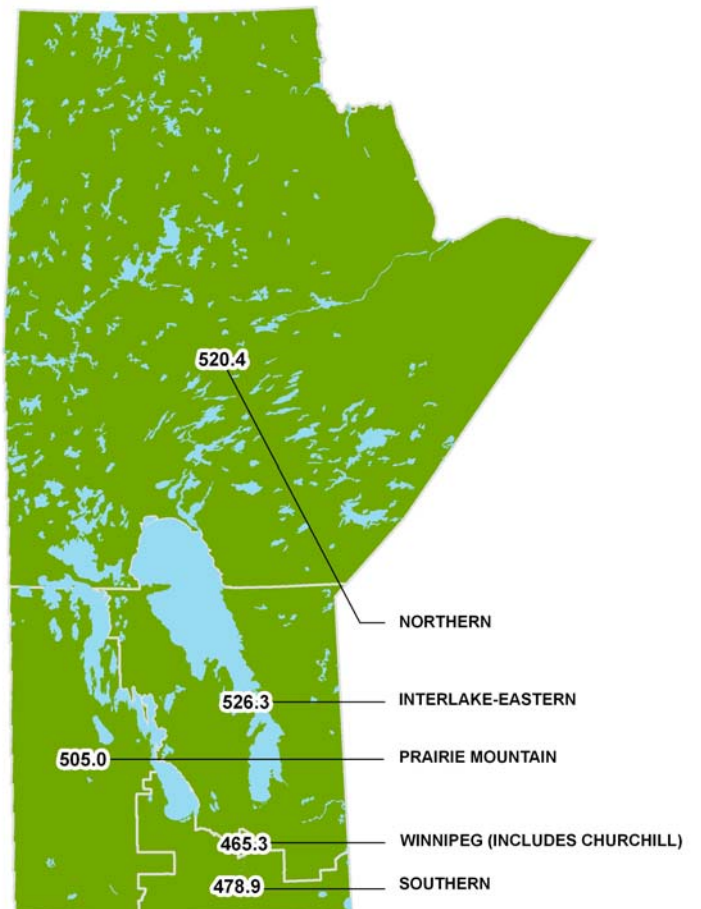 520.4
NORTHERN
526.3 INTERLAKE-EASTERN
505.0 PRAIRIE MOUNTAIN
465.3 WINNIPEG (INCLUDES CHURCHILL)
478.9 SOUTHERN